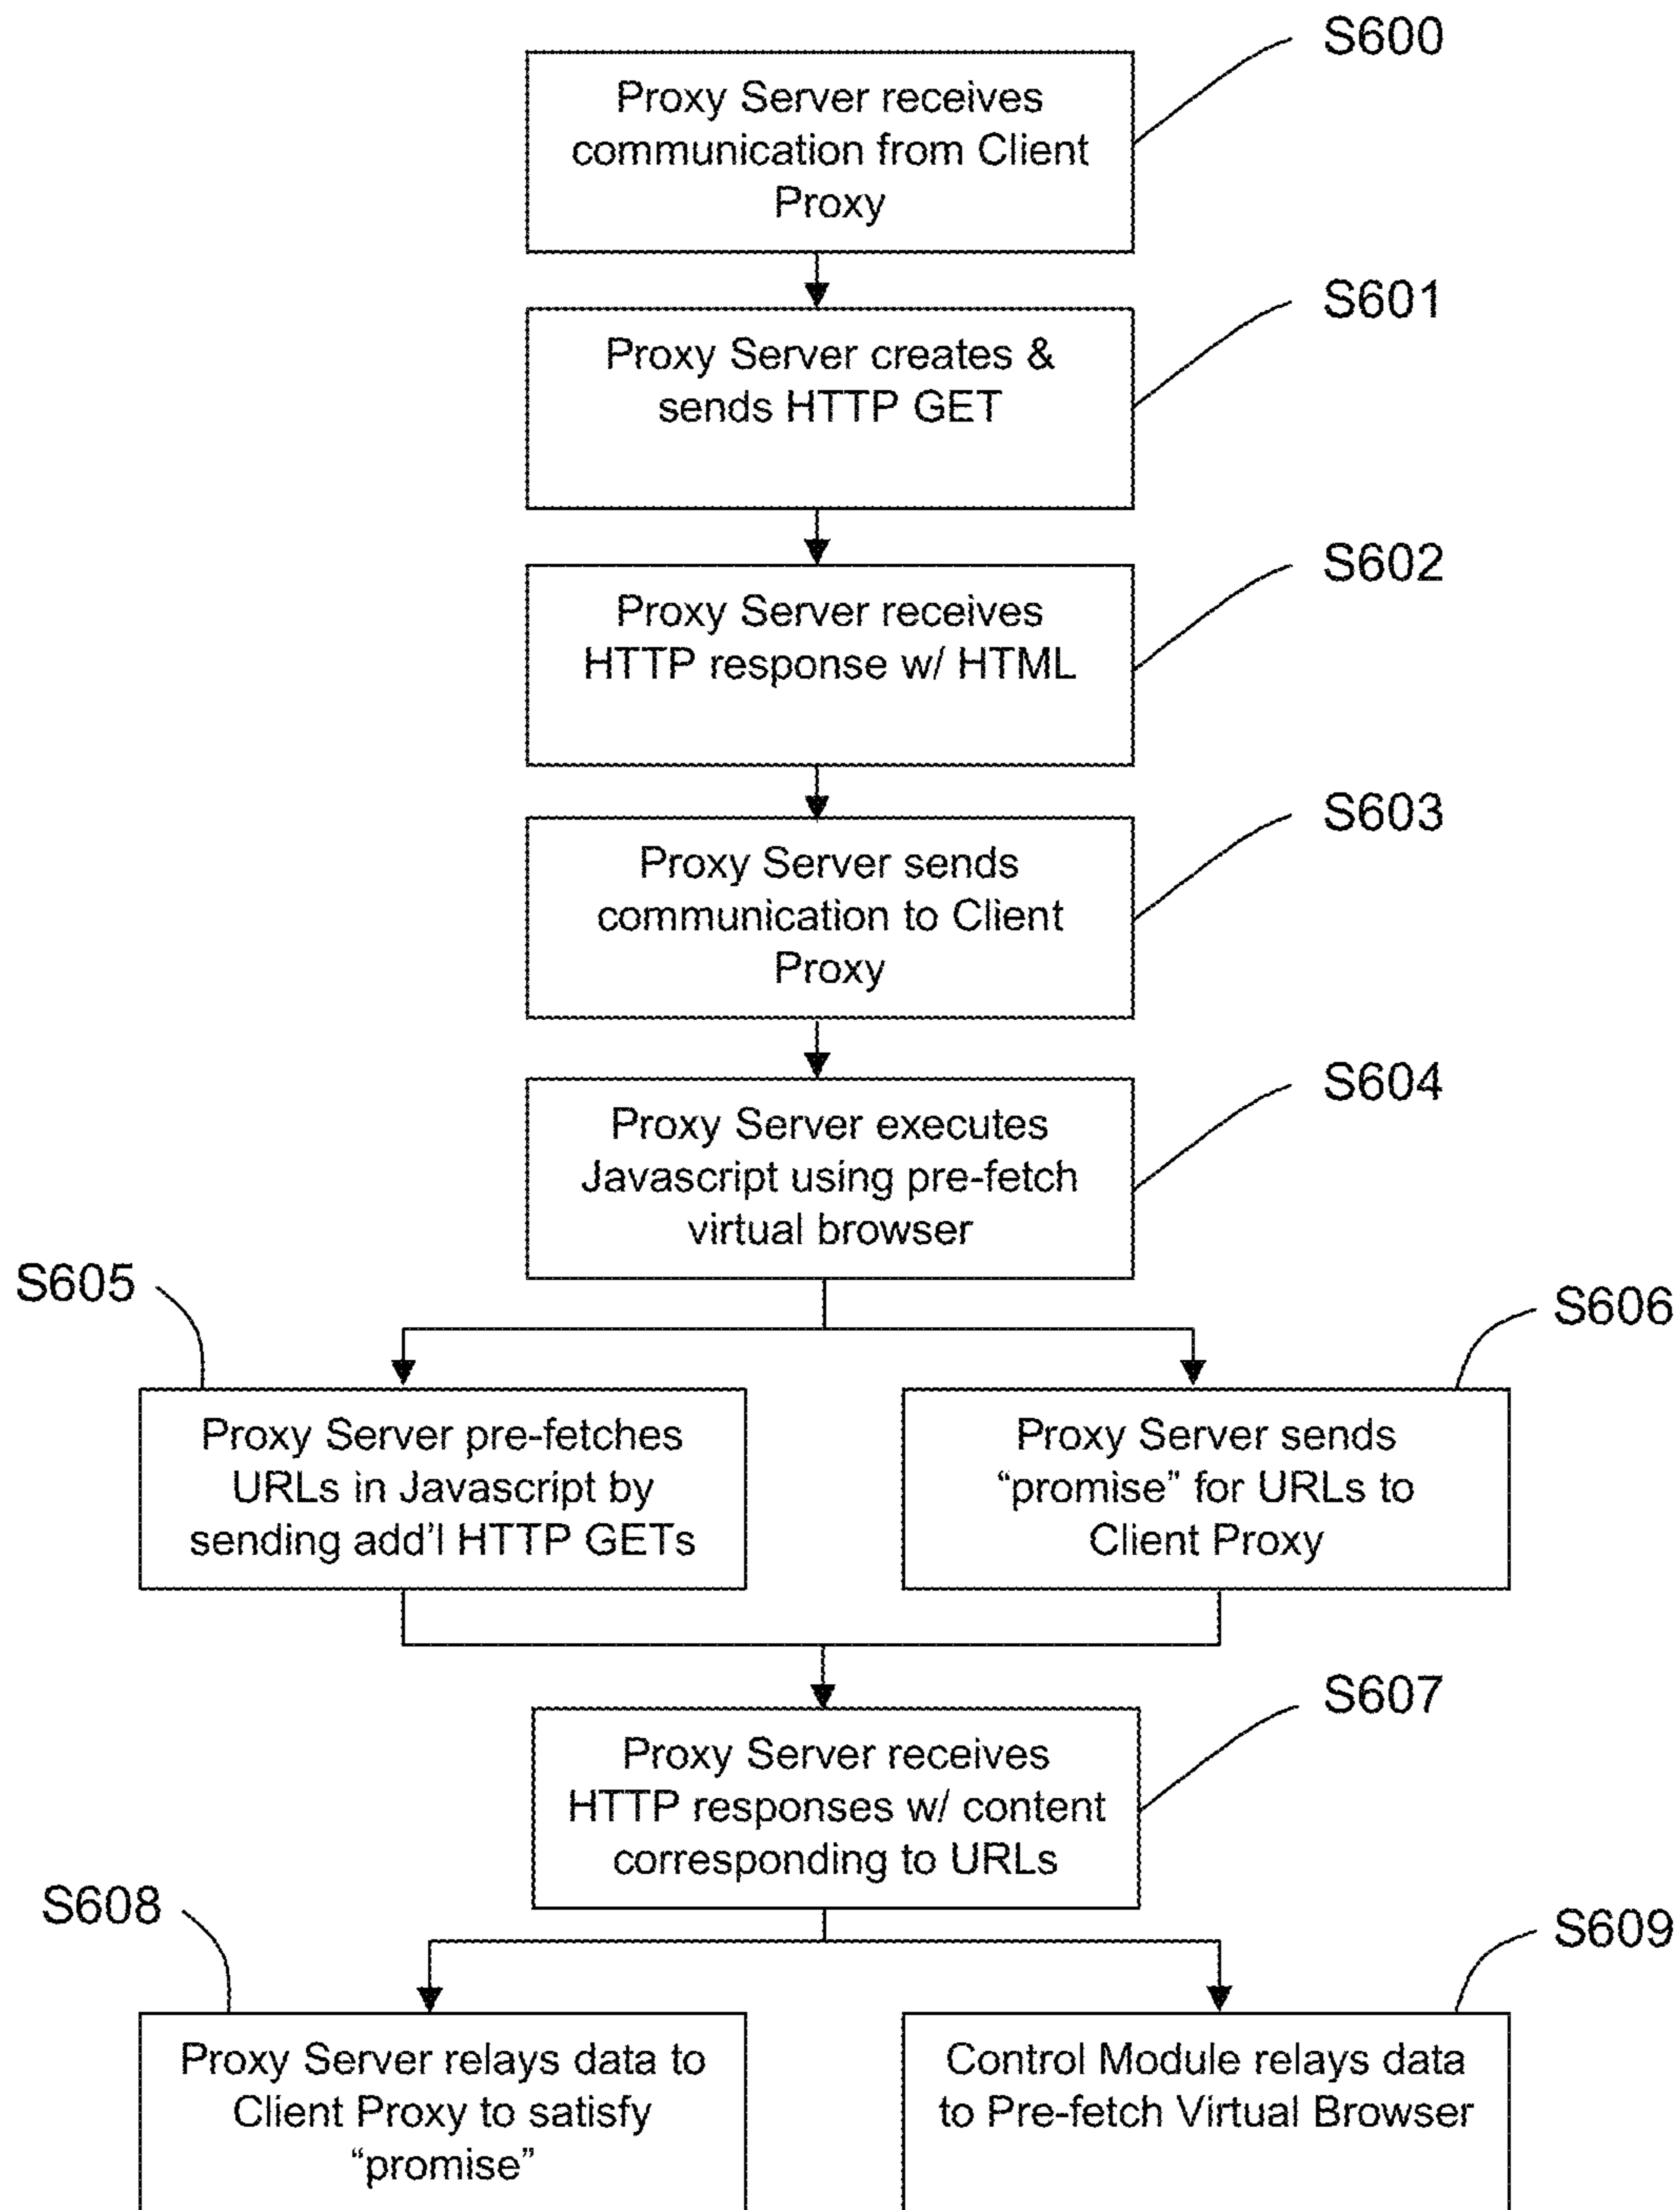 S600
Proxy Server receives
communication from Client
Proxy
S601
Proxy Server creates &
sends HTTP GET
S602
Proxy Server receives
HTTP response w/ HTML
S603
Proxy Server sends
communication to Client
Proxy
S604
Proxy Server executes
Javascript using pre-fetch
virtual browser
S605
Proxy Server pre-fetches
URLs in Javascript by
sending add’l HTTP GETs
S606
Proxy Server sends
“promise” for URLs to
Client Proxy
S607
Proxy Server receives
HTTP responses w/ content
corresponding to URLs
S608
Proxy Server relays data to
Client Proxy to satisfy
“promise”
S609
Control Module relays data
to Pre-fetch Virtual Browser